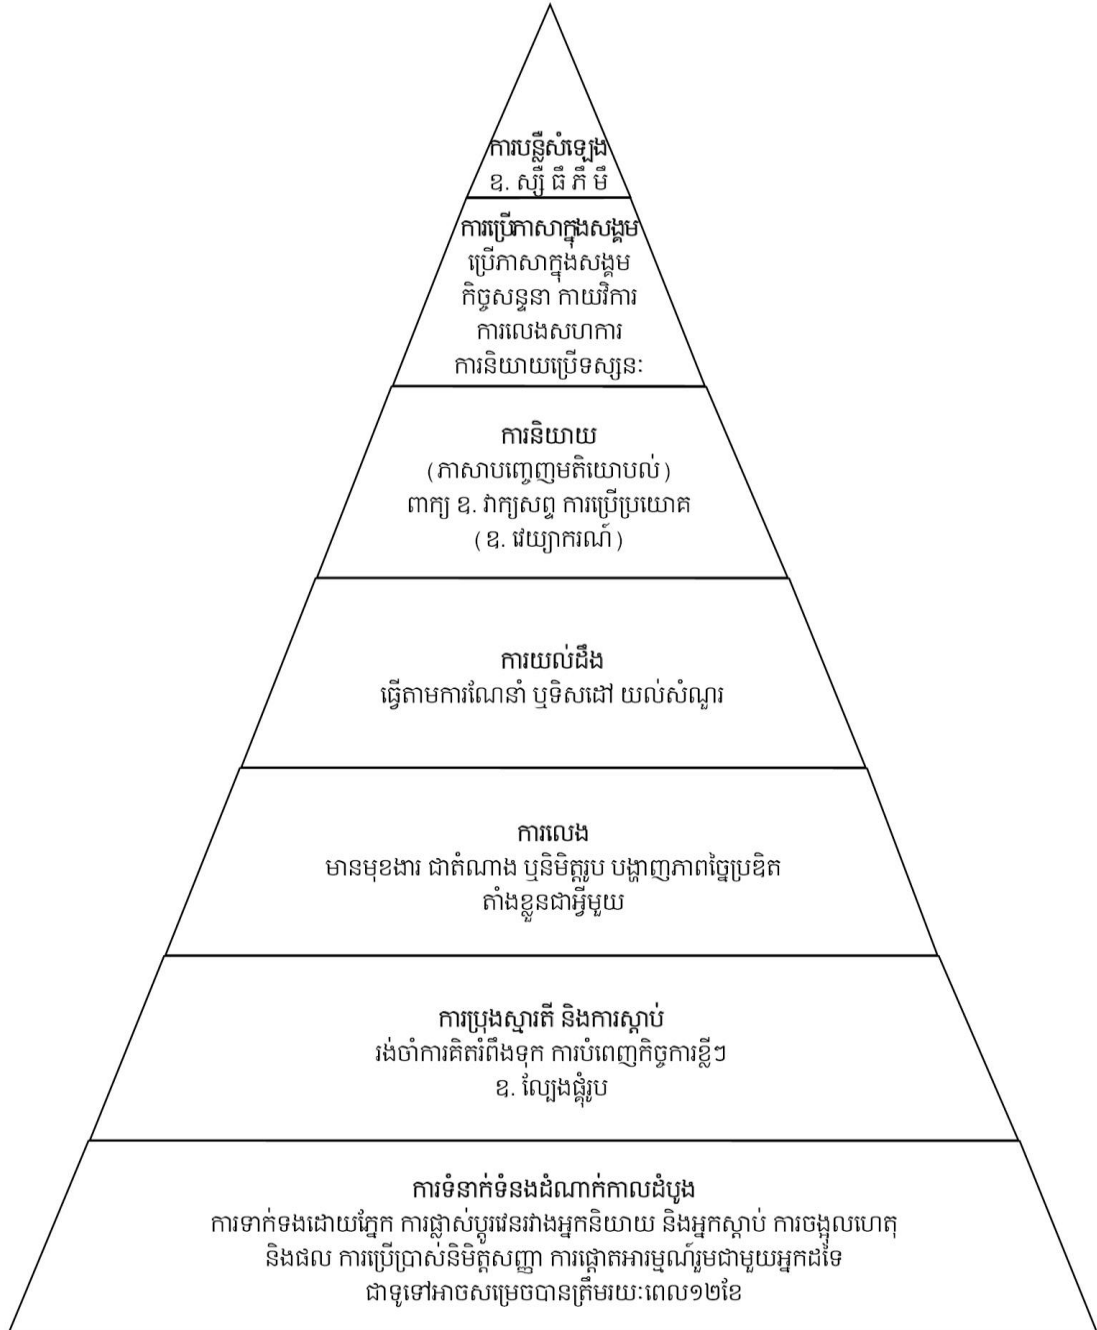 ការបន្លឺសំឡេង
ឧ. ស្សឺ ធឺ ភឺ មឺ
ការប្រើភាសាក្នុងសង្គម
ប្រើភាសាក្នុងសង្គម
កិច្ចសន្ទនា កាយវិការ
ការលេងសហការ
ការនិយាយប្រើទស្សនៈ
ការនិយាយ
(ភាសាបញ្ចេញមតិយោបល់)
ពាក្យ ឧ. វាក្យសព្ទ ការប្រើប្រយោគ
(ឧ. វេយ្យាករណ៍)
ការយល់ដឹង
ធ្វើតាមការណែនាំ ឬទិសដៅ យល់សំណួរ
ការលេង
មានមុខងារ ជាតំណាង ឬនិមិត្តរូប បង្ហាញភាពច្នៃប្រឌិត
តាំងខ្លួនជាអ្វីមួយ
ការប្រុងស្មារតី និងការស្តាប់
រង់ចាំការគិតរំពឹងទុក ការបំពេញកិច្ចការខ្លីៗ
ឧ. ល្បែងផ្គុំរូប
ការទំនាក់ទំនងដំណាក់កាលដំបូង
ការទាក់ទងដោយភ្នែក ការផ្លាស់ប្តូរវេនរវាងអ្នកនិយាយ និងអ្នកស្តាប់ ការចង្អុលហេតុ
និងផល ការប្រើប្រាស់និមិត្តសញ្ញា ការផ្តោតអារម្មណ៍រួមជាមួយអ្នកដទៃ
ជាទូទៅអាចសម្រេចបានត្រឹមរយៈពេល១២ខែ